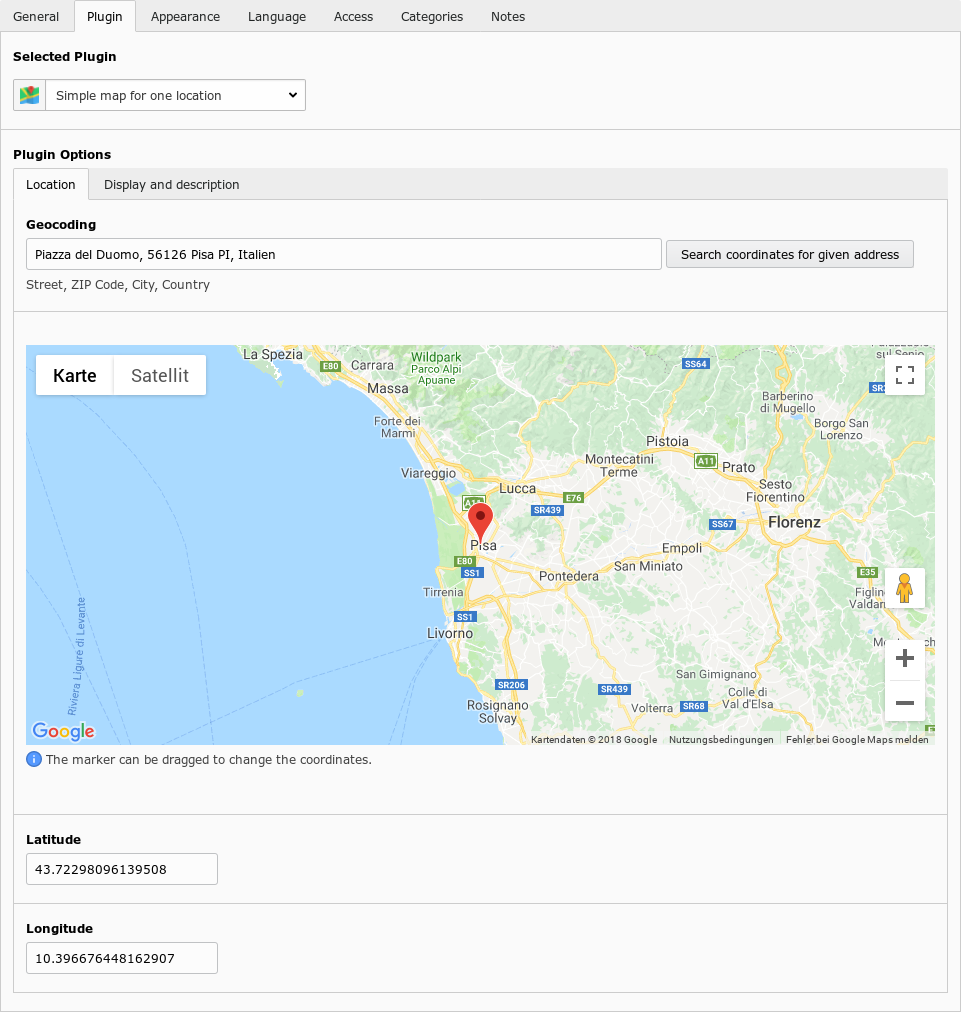 General Plugin Appearance Language Access Categories Notes
Selected Plugin
Simple map for one location
Plugin Options
Location Display and description
Geocoding
Piazza del Duomo, 56126 Pisa PI, Italien Search coordinates for given address
Street, ZIP Code, City, Country
Karte Satellit
La Spezia
E80
Carrara
Massa
Wildpark
Parco Alpi
Apuane
SS64
Barberino
di Mugello
Forte dei
Marmi
Borgo San
Lorenzo
Pistoia
Montecatini
Terme
A11
Prato
Viareggio
Sesto
Fiorentino
Lucca
E76
SR439
SS67
Florenz
Pisa
Empoli
E80
SS1
San Miniato
Pontedera
E35
Tirrenia
SS1
Livorno
Riviera Ligure di Levante
San Gimignano
SR206
SR439
Colle di
Val d'Elsa
Rosignano
Solvay
Volterra
SR68
Google
Kartendaten © 2018 Google Nutzungsbedingungen Fehler bei Google Maps melden
The marker can be dragged to change the coordinates.
Latitude
43.72298096139508
Longitude
10.396676448162907